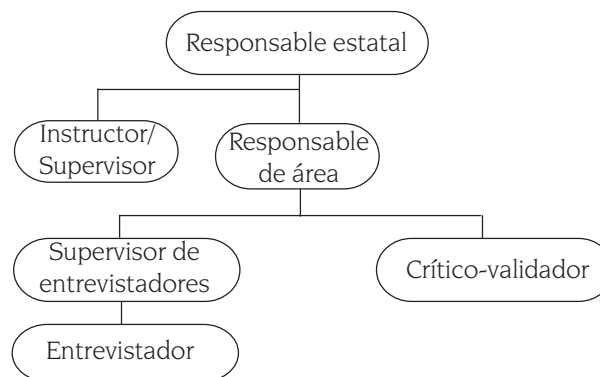 Responsable estatal
Instructor/
Supervisor
Responsable
de área
Supervisor de
entrevistadores
Crítico-validador
Entrevistador